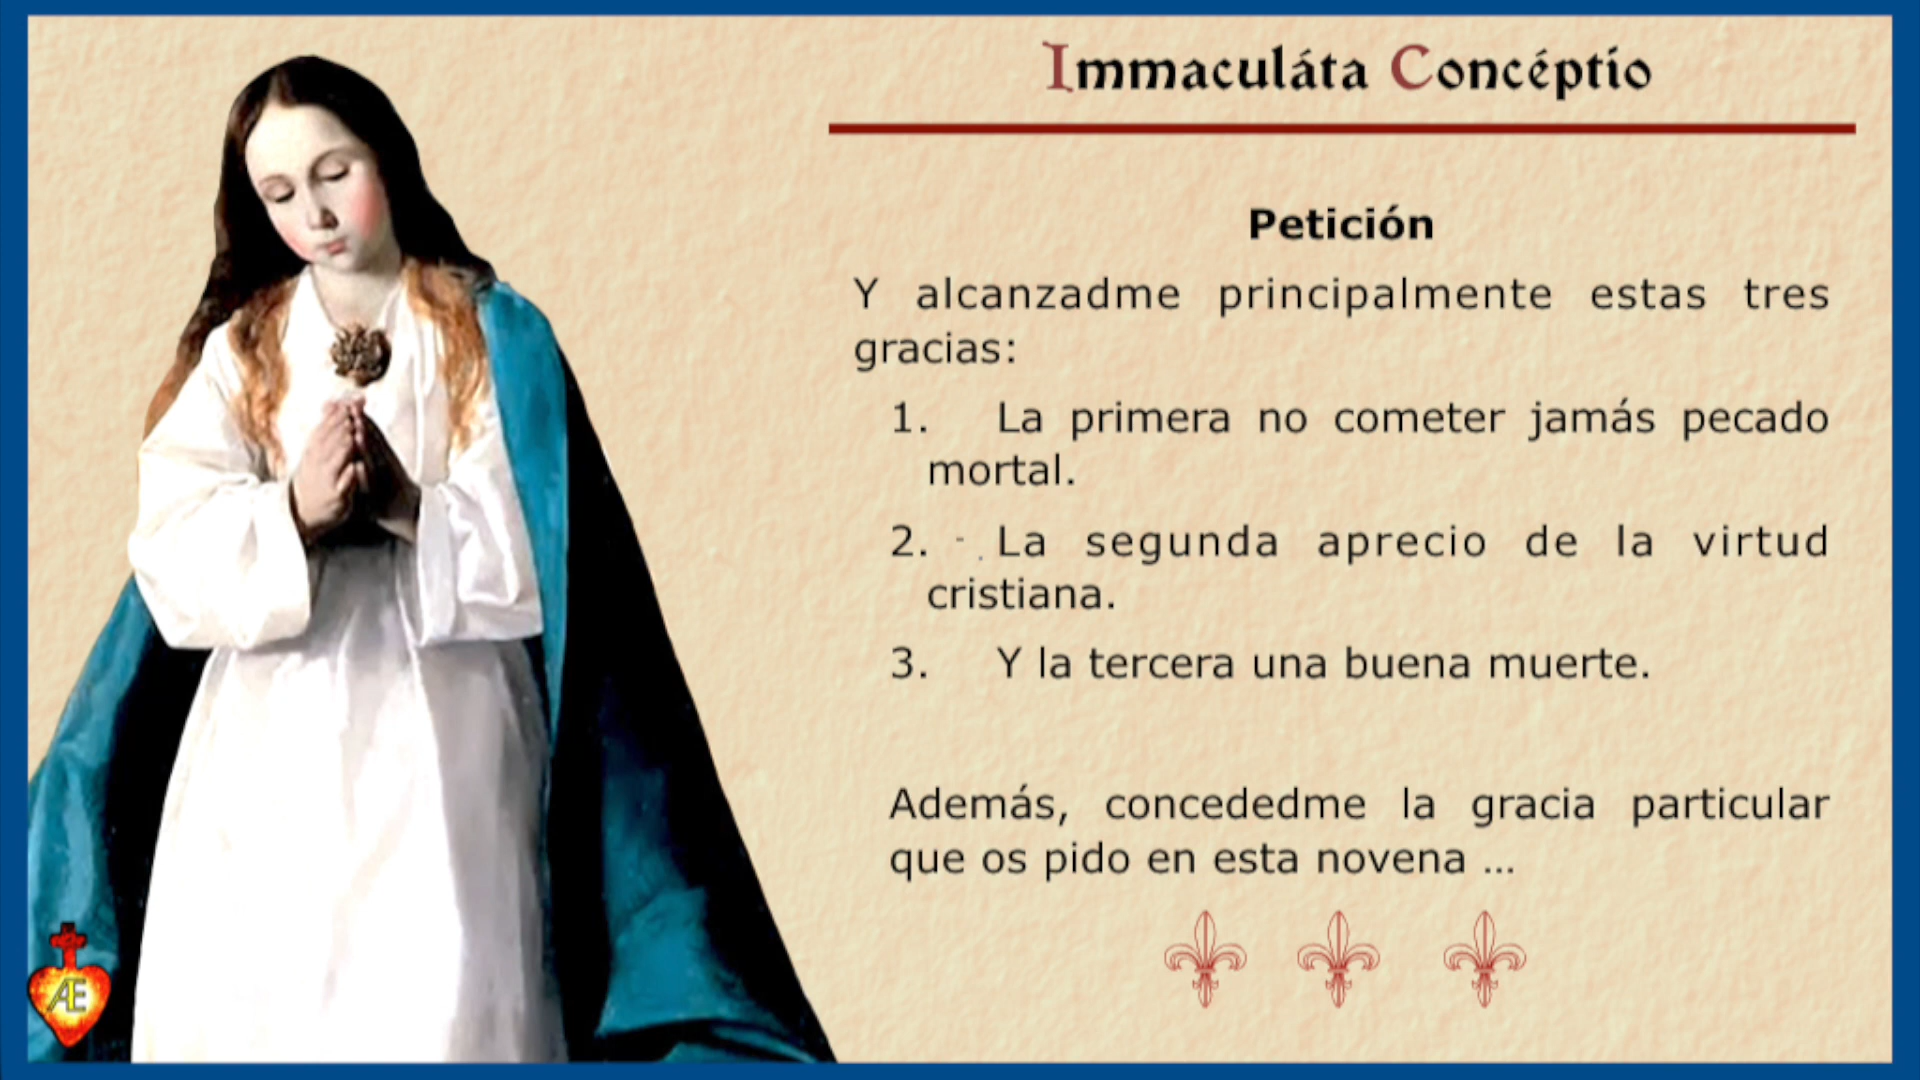 Immaculáta Concéptio
Petición
Y alcanzadme principalmente estas tres
gracias:
1. La primera no cometer jamás pecado
mortal.
2. La segunda aprecio de la virtud
cristiana.
3. Y la tercera una buena muerte.
Además, concededme la gracia particular
que os pido en esta novena ...
Æ